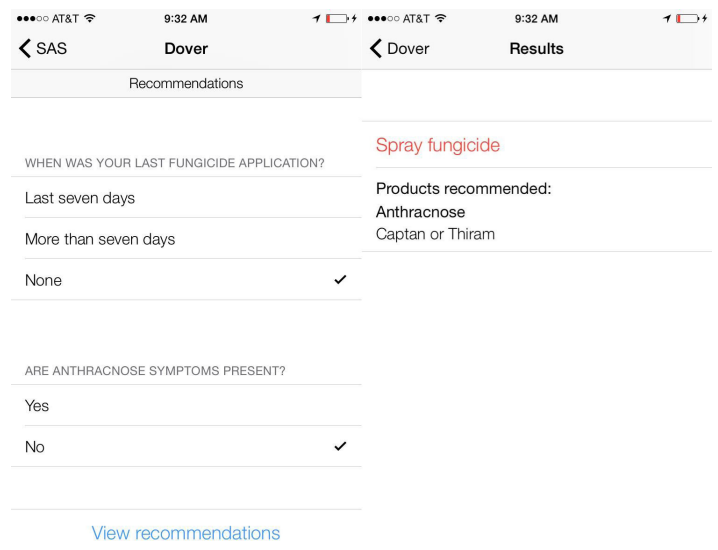 AT&T 9:32 AM
SAS Dover
Recommendations
WHEN WAS YOUR LAST FUNGICIDE APPLICATION?
Last seven days
More than seven days
None
ARE ANTHRACNOSE SYMPTOMS PRESENT?
Yes
No
View recommendations
AT&T 9:32 AM
Dover Results
Spray fungicide
Products recommended:
Anthracnose
Captan or Thiram